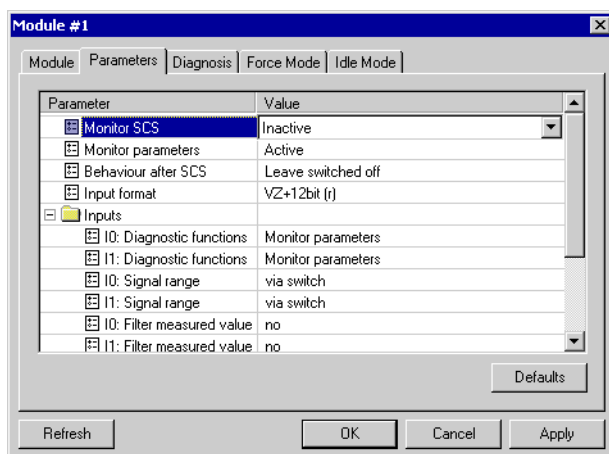 Module #1
Module Parameters Diagnosis Force Mode Idle Mode
Parameter Value
Monitor SCS Inactive
Monitor parameters Active
Behaviour after SCS Leave switched off
Input format VZ+12bit (r)
Inputs
I0: Diagnostic functions Monitor parameters
I1: Diagnostic functions Monitor parameters
I0: Signal range via switch
I1: Signal range via switch
I0: Filter measured value no
I1: Filter measured value no
Defaults
Refresh OK Cancel Apply